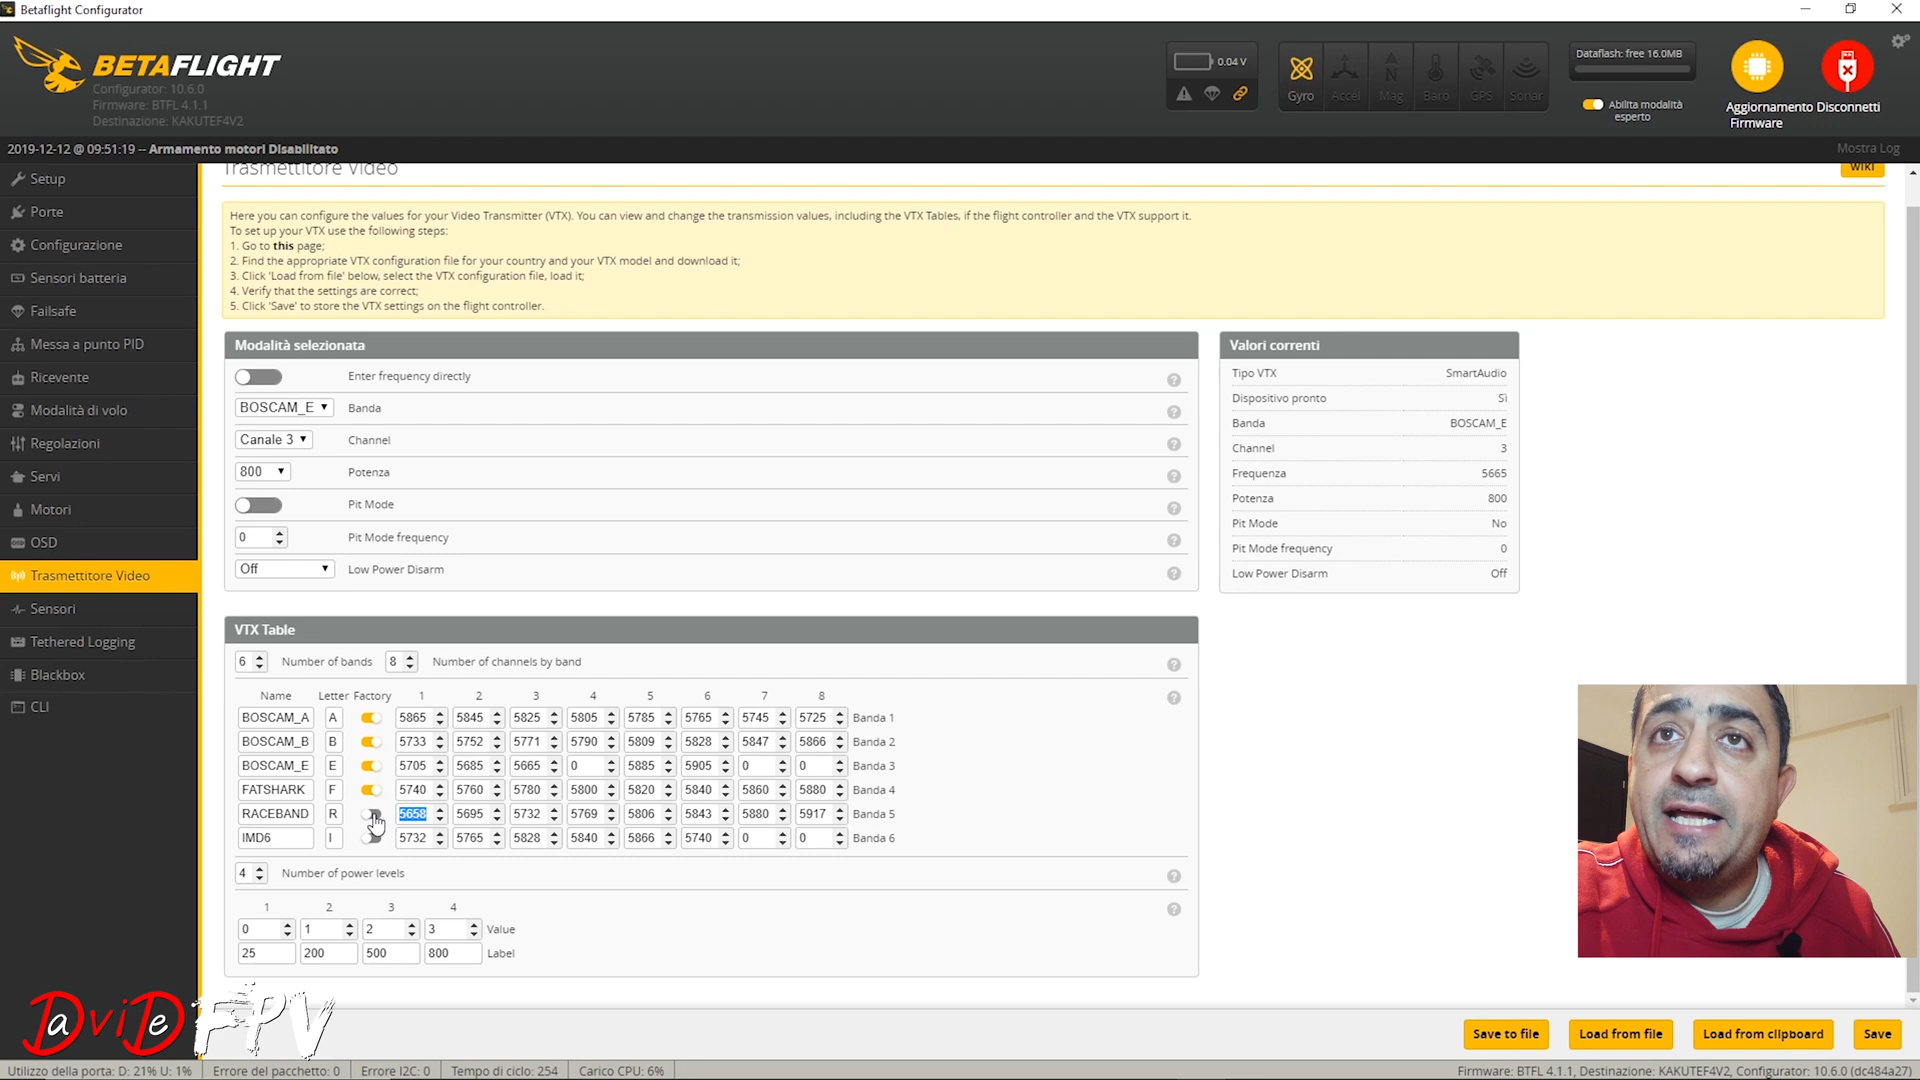 Betaflight Configurator
BETAFLIGHT
Configurator: 10.6.0
Firmware: BTFL 4.1.1
Destinazione: KAKUTEF4V2
0.04 V
Gyro
Accel
Mag
Baro
GPS
Sonar
Dataflash: free 16.0MB
Abilita modalità
esperto
Aggiornamento
Firmware
Disconnetti
2019-12-12 @ 09:51:19 -- Armamento motori Disabilitato
Mostra Log
Setup
Porte
Configurazione
Sensori batteria
Failsafe
Messa a punto PID
Ricevente
Modalità di volo
Regolazioni
Servi
Motori
OSD
Trasmettitore Video
Sensori
Tethered Logging
Blackbox
CLI
Trasmettitore Video
WIKI
Here you can configure the values for your Video Transmitter (VTX). You can view and change the transmission values, including the VTX Tables, if the flight controller and the VTX support it.
To set up your VTX use the following steps:
1. Go to this page;
2. Find the appropriate VTX configuration file for your country and your VTX model and download it;
3. Click 'Load from file' below, select the VTX configuration file, load it;
4. Verify that the settings are correct;
5. Click 'Save' to store the VTX settings on the flight controller.
Modalità selezionata
Enter frequency directly
BOSCAM_E Banda
Canale 3 Channel
800 Potenza
Pit Mode
0 Pit Mode frequency
Off Low Power Disarm
Valori correnti
Tipo VTX SmartAudio
Dispositivo pronto Sì
Banda BOSCAM_E
Channel 3
Frequenza 5665
Potenza 800
Pit Mode No
Pit Mode frequency 0
Low Power Disarm Off
VTX Table
6 Number of bands 8 Number of channels by band
Name Letter Factory 1 2 3 4 5 6 7 8
BOSCAM_A A 5865 5845 5825 5805 5785 5765 5745 5725 Banda 1
BOSCAM_B B 5733 5752 5771 5790 5809 5828 5847 5866 Banda 2
BOSCAM_E E 5705 5685 5665 0 5885 5905 0 0 Banda 3
FATSHARK F 5740 5760 5780 5800 5820 5840 5860 5880 Banda 4
RACEBAND R 5658 5695 5732 5769 5806 5843 5880 5917 Banda 5
IMD6 I 5732 5765 5828 5840 5866 5740 0 0 Banda 6
4 Number of power levels
1 2 3 4
0 1 2 3 Value
25 200 500 800 Label
DaviDe FPV
Save to file
Load from file
Load from clipboard
Save
Utilizzo della porta: D: 21% U: 1%
Errore del pacchetto: 0
Errore I2C: 0
Tempo di ciclo: 254
Carico CPU: 6%
Firmware: BTFL 4.1.1, Destinazione: KAKUTEF4V2, Configurator: 10.6.0 (dc484a27)